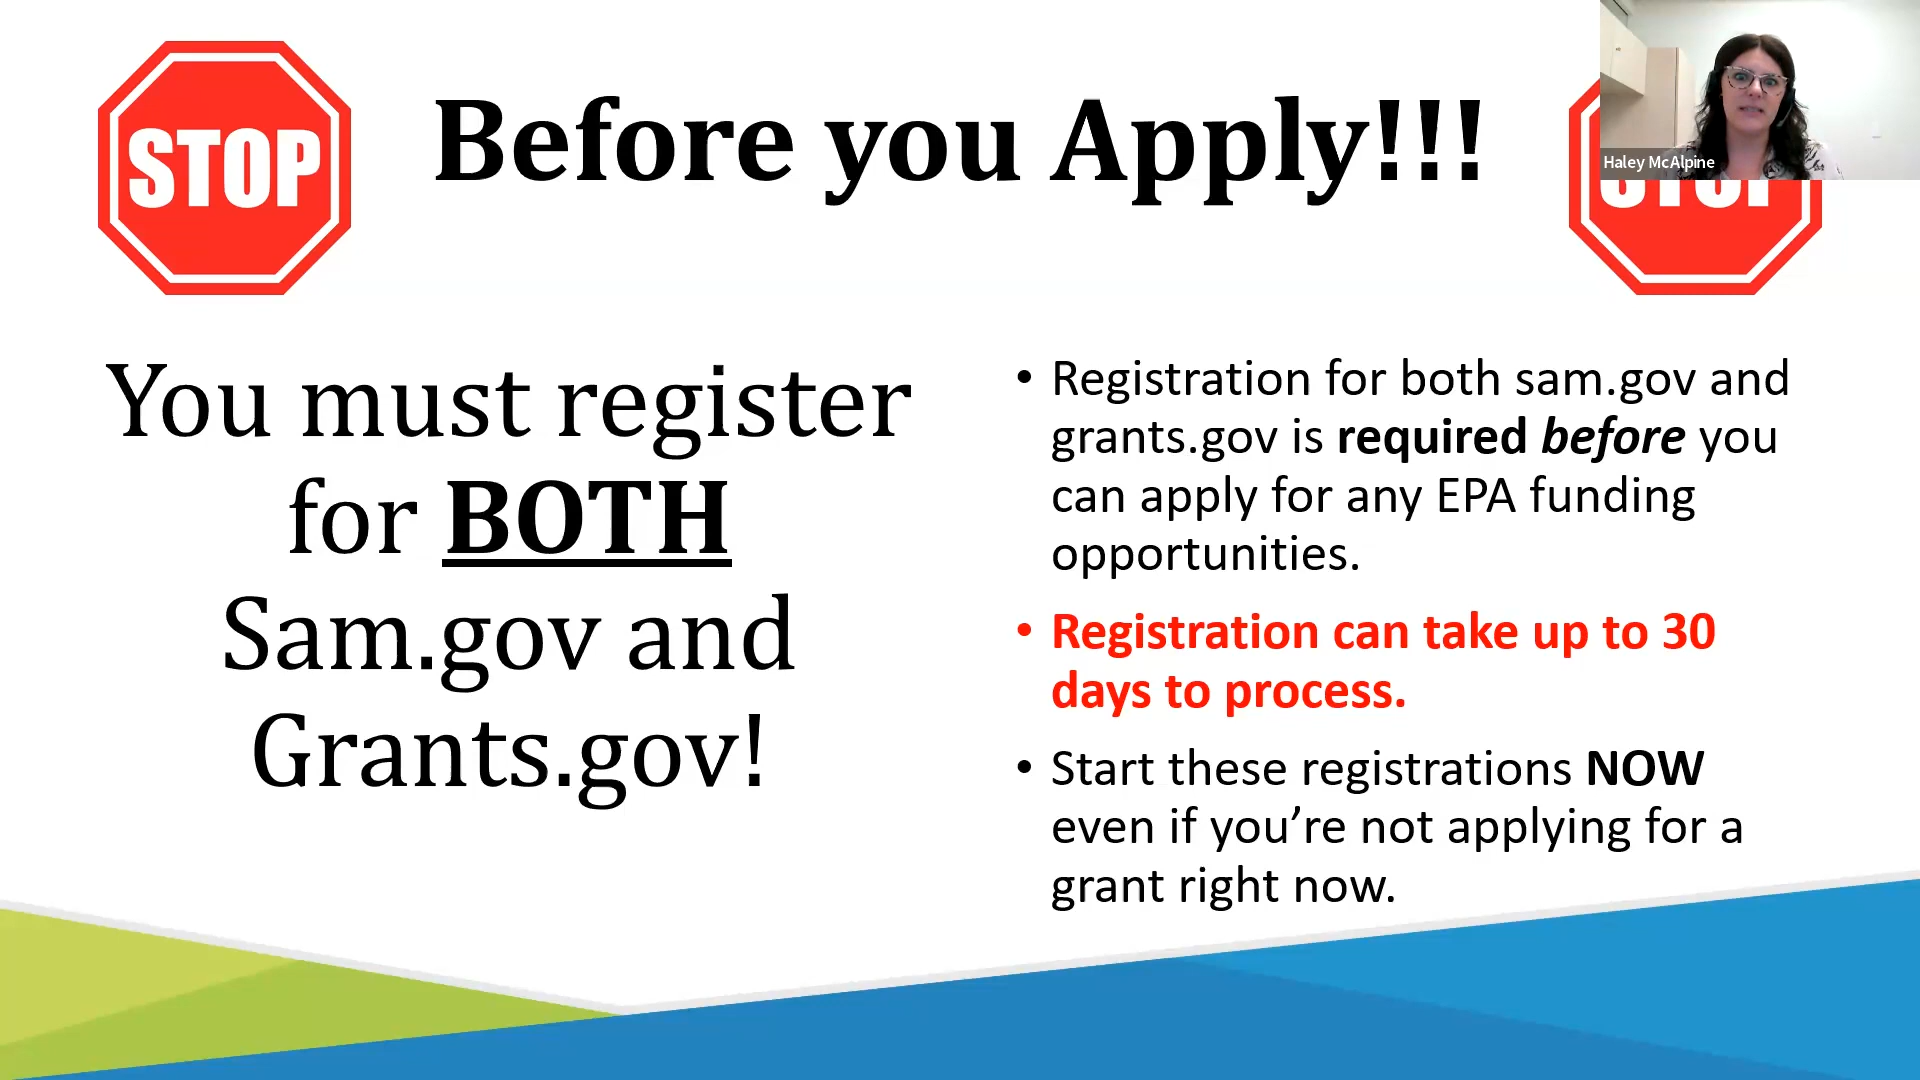 STOP
Before you Apply!!!
Haley McAlpine
STOP
You must register
for BOTH
Sam.gov and
Grants.gov!
• Registration for both sam.gov and
grants.gov is required before you
can apply for any EPA funding
opportunities.
• Registration can take up to 30
days to process.
• Start these registrations NOW
even if you’re not applying for a
grant right now.